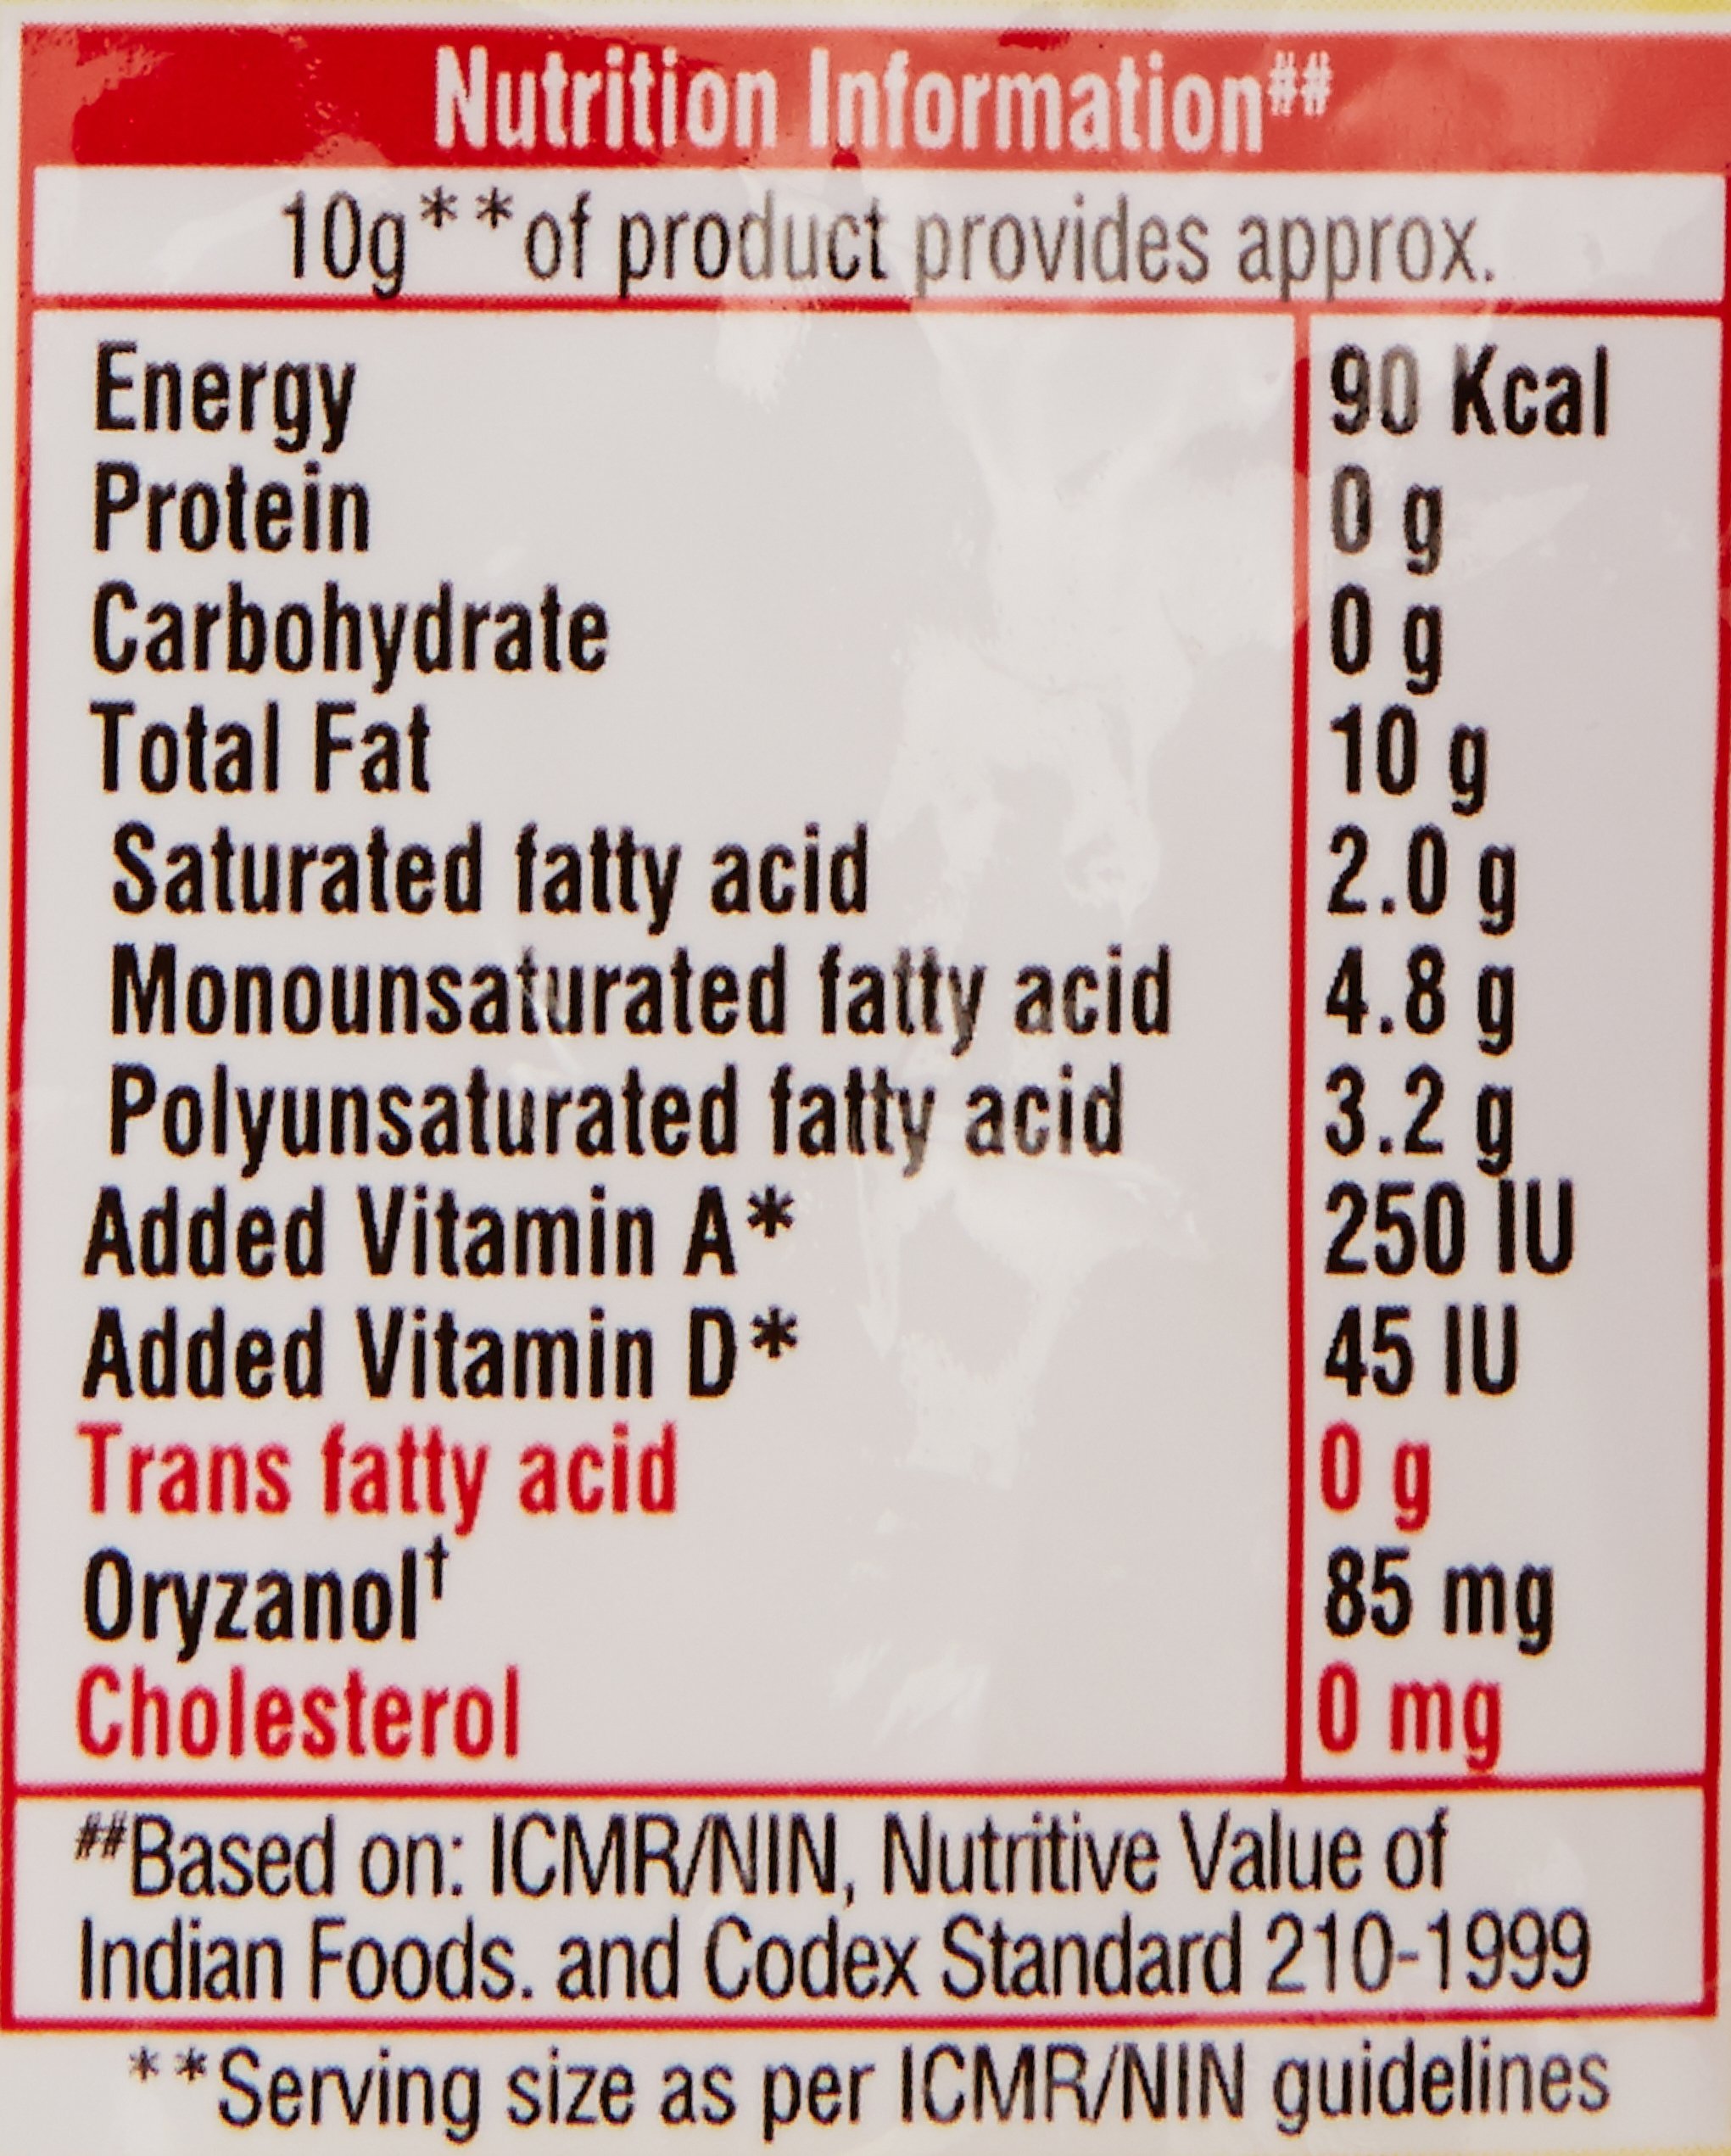 Nutrition Information##
10g**of product provides approx.
Energy 90 Kcal
Protein 0 g
Carbohydrate 0 g
Total Fat 10 g
Saturated fatty acid 2.0 g
Monounsaturated fatty acid 4.8 g
Polyunsaturated fatty acid 3.2 g
Added Vitamin A* 250 IU
Added Vitamin D* 45 IU
Trans fatty acid 0 g
Oryzanol† 85 mg
Cholesterol 0 mg
##Based on: ICMR/NIN, Nutritive Value of
Indian Foods. and Codex Standard 210-1999
**Serving size as per ICMR/NIN guidelines